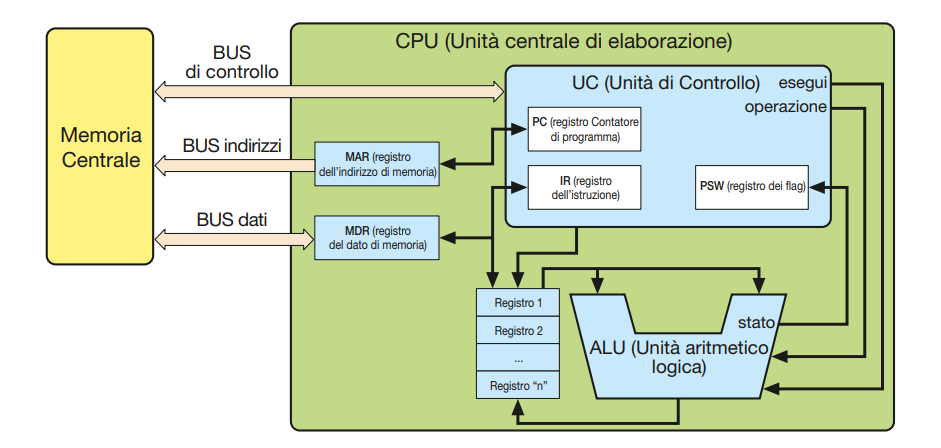 CPU (Unità centrale di elaborazione)
BUS
di controllo
UC (Unità di Controllo)
esegui
operazione
Memoria
Centrale
PC (registro Contatore
di programma)
BUS indirizzi
MAR (registro
dell'indirizzo di memoria)
IR (registro
dell'istruzione)
PSW (registro dei flag)
BUS dati
MDR (registro
del dato di memoria)
Registro 1
Registro 2
...
Registro "n"
stato
ALU (Unità aritmetico
logica)